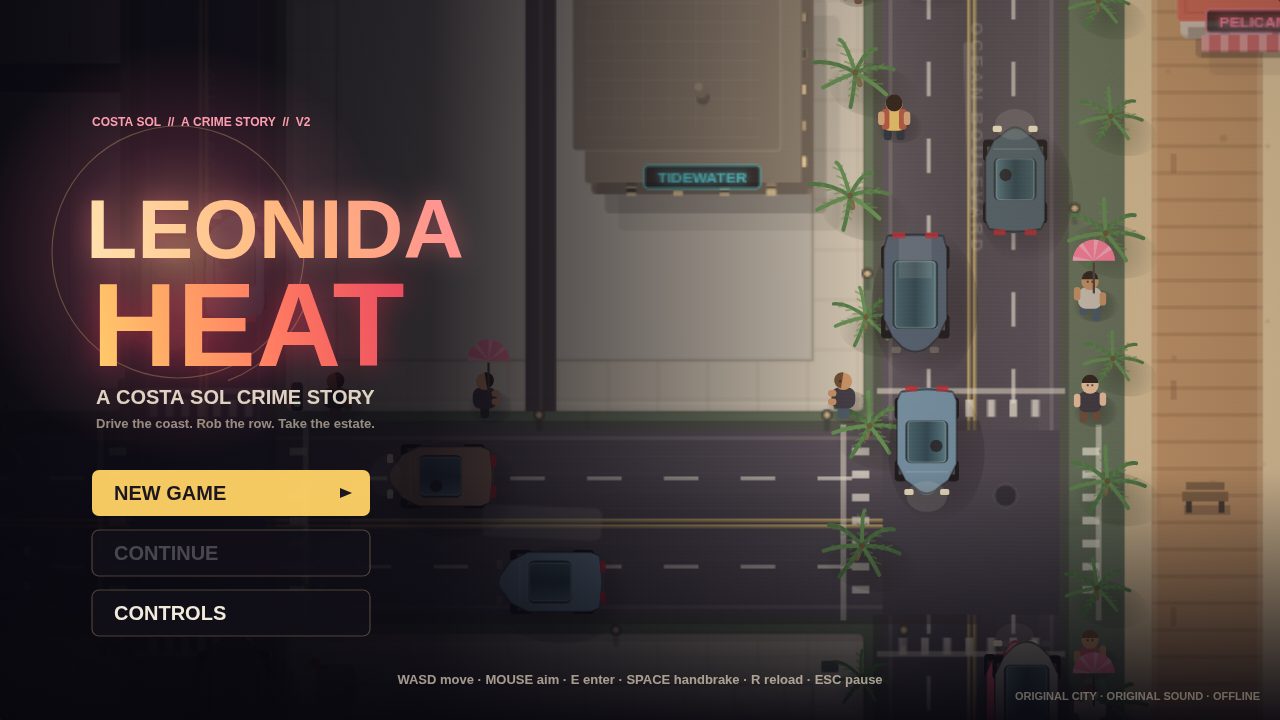 COSTA SOL // A CRIME STORY // V2
LEONIDA
HEAT
A COSTA SOL CRIME STORY
Drive the coast. Rob the row. Take the estate.
NEW GAME
CONTINUE
CONTROLS
TIDEWATER
OCEAN BOULEVARD
PELICAN
WASD move · MOUSE aim · E enter · SPACE handbrake · R reload · ESC pause
ORIGINAL CITY · ORIGINAL SOUND · OFFLINE